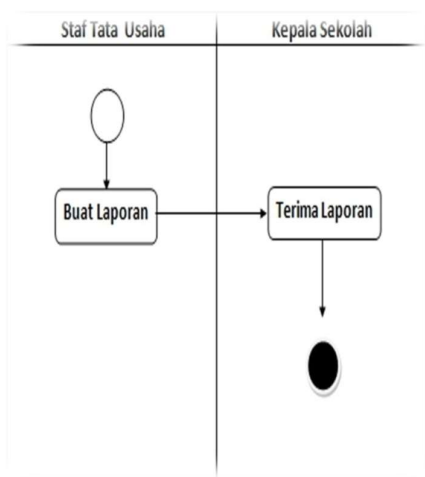 Staf Tata Usaha
Kepala Sekolah
Buat Laporan
Terima Laporan